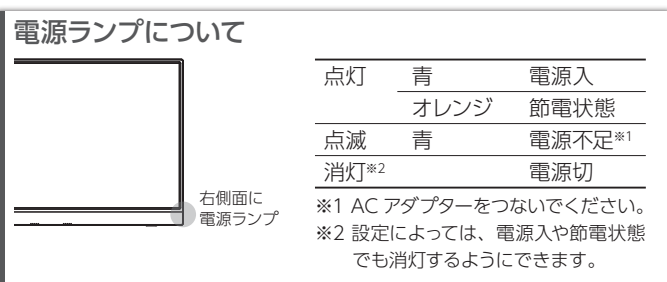 電源ランプについて
右側面に
電源ランプ
点灯 青 電源入
オレンジ 節電状態
点滅 青 電源不足※1
消灯※2 電源切
※1 AC アダプターをつないでください。
※2 設定によっては、電源入や節電状態
でも消灯するようにできます。